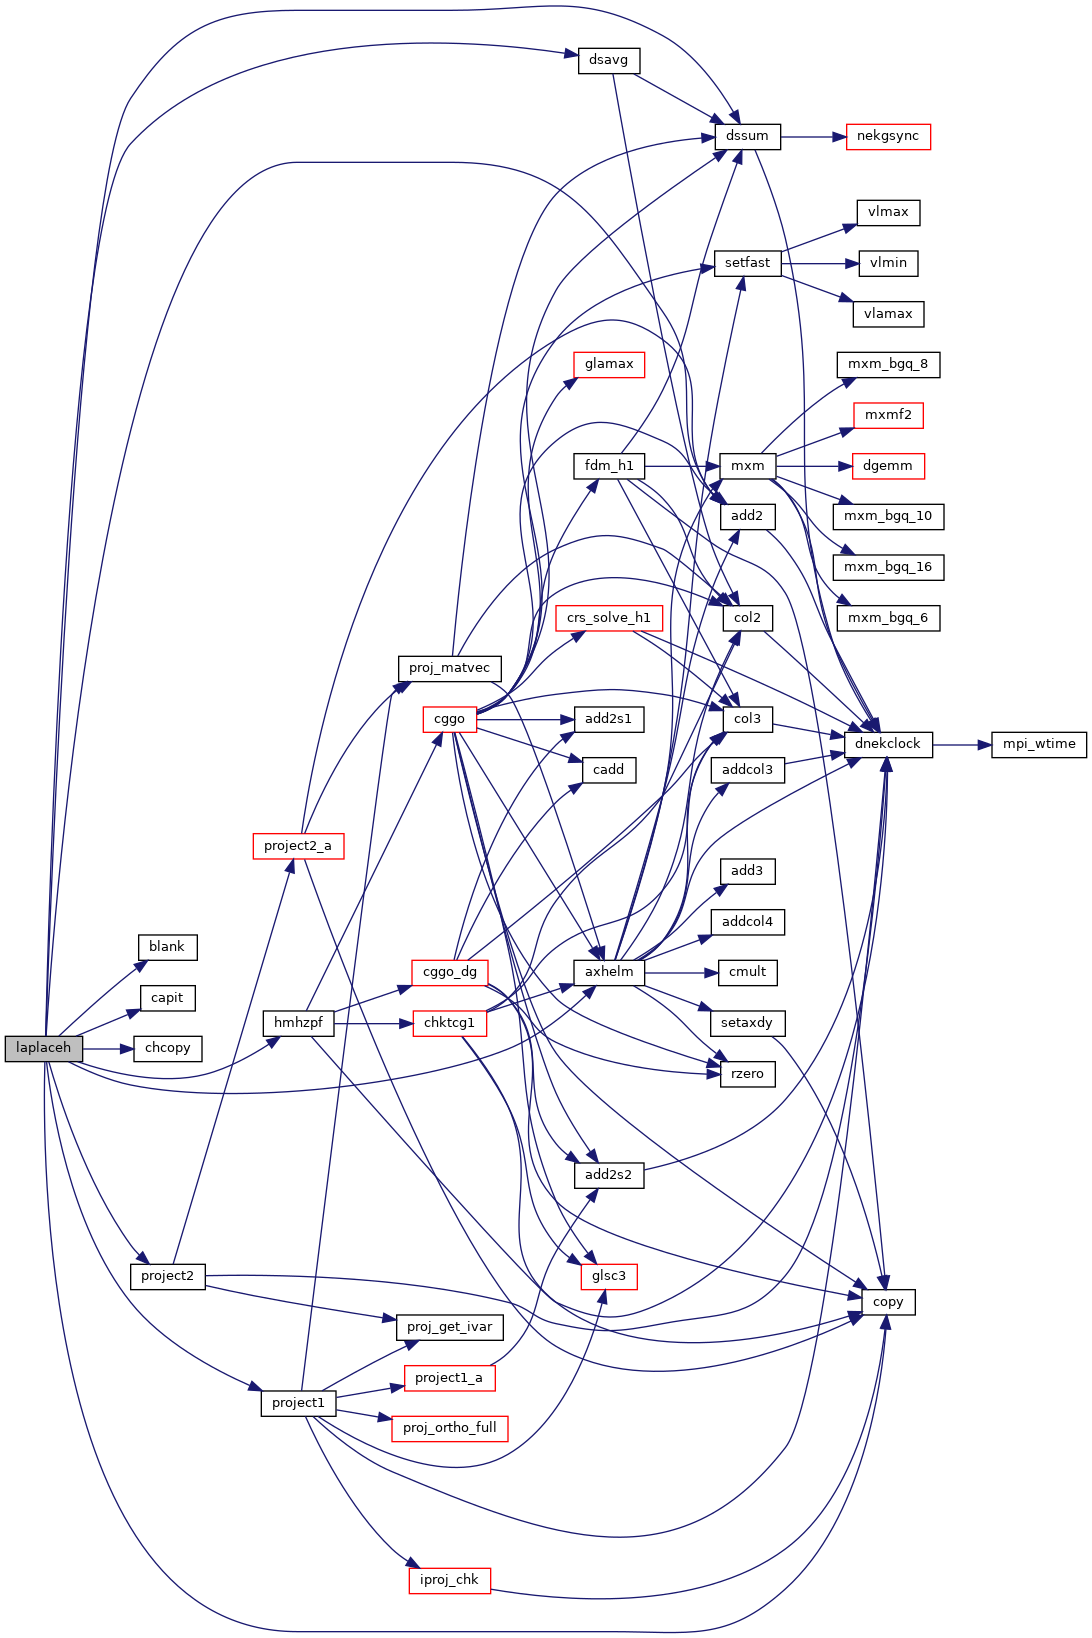 dsavg
dssum
nekgsync
vlmax
setfast
vlmin
vlamax
mxm_bgq_8
glamax
mxmf2
fdm_h1
mxm
dgemm
add2
mxm_bgq_10
mxm_bgq_16
crs_solve_h1
col2
mxm_bgq_6
proj_matvec
cggo
add2s1
col3
dnekclock
mpi_wtime
cadd
addcol3
project2_a
add3
addcol4
blank
cggo_dg
axhelm
cmult
capit
hmhzpf
chktcg1
setaxdy
laplaceh
chcopy
rzero
add2s2
project2
glsc3
copy
proj_get_ivar
project1_a
project1
proj_ortho_full
iproj_chk